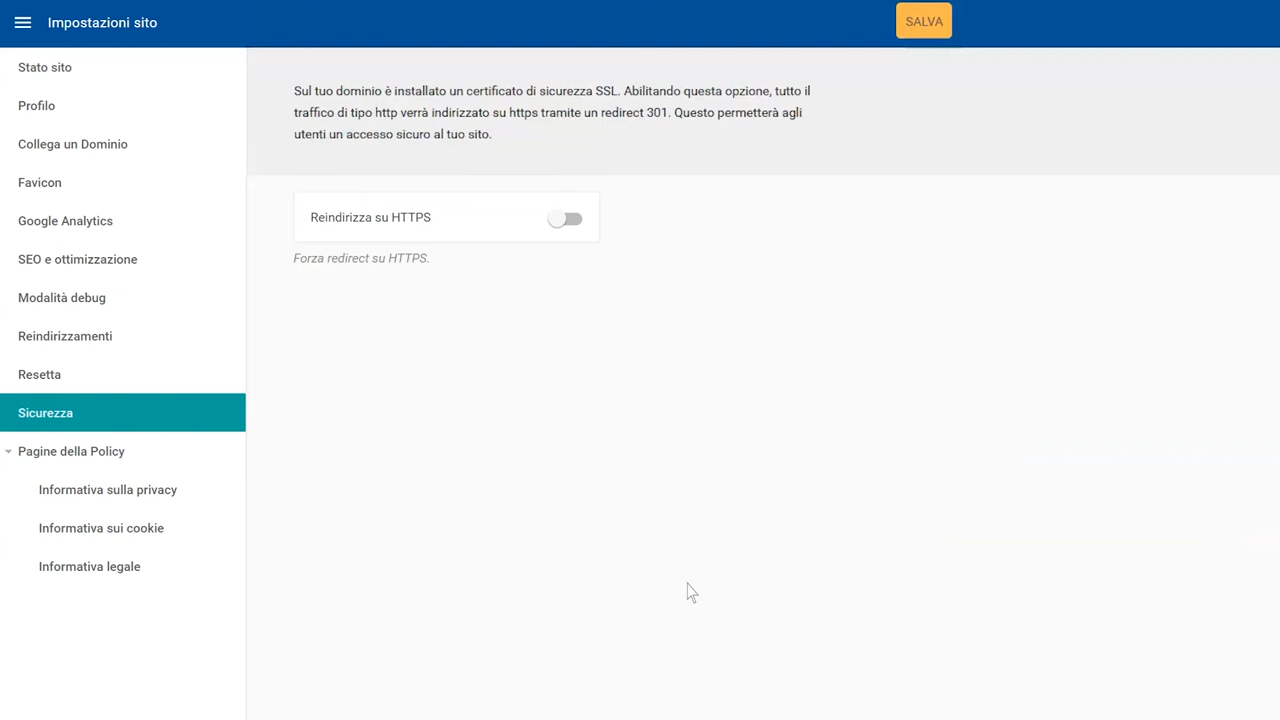 Impostazioni sito
SALVA
Stato sito
Profilo
Collega un Dominio
Favicon
Google Analytics
SEO e ottimizzazione
Modalità debug
Reindirizzamenti
Resetta
Sicurezza
Pagine della Policy
Informativa sulla privacy
Informativa sui cookie
Informativa legale
Sul tuo dominio è installato un certificato di sicurezza SSL. Abilitando questa opzione, tutto il
traffico di tipo http verrà indirizzato su https tramite un redirect 301. Questo permetterà agli
utenti un accesso sicuro al tuo sito.
Reindirizza su HTTPS
Forza redirect su HTTPS.